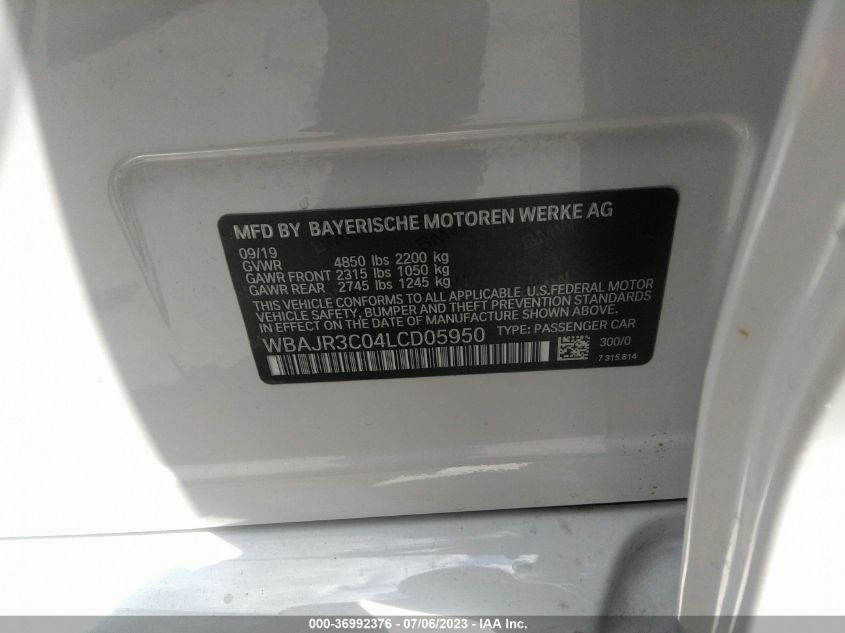 MFD BY BAYERISCHE MOTOREN WERKE AG
09/19
GVWR 4850 lbs 2200 kg
GAWR FRONT 2315 lbs 1050 kg
GAWR REAR 2745 lbs 1245 kg
THIS VEHICLE CONFORMS TO ALL APPLICABLE U.S.FEDERAL MOTOR
VEHICLE SAFETY, BUMPER AND THEFT PREVENTION STANDARDS
IN EFFECT ON THE DATE OF MANUFACTURE SHOWN ABOVE.
WBAJR3C04LCD05950 TYPE: PASSENGER CAR
300/0
7 315 814
000-36992376 - 07/06/2023 - IAA Inc.